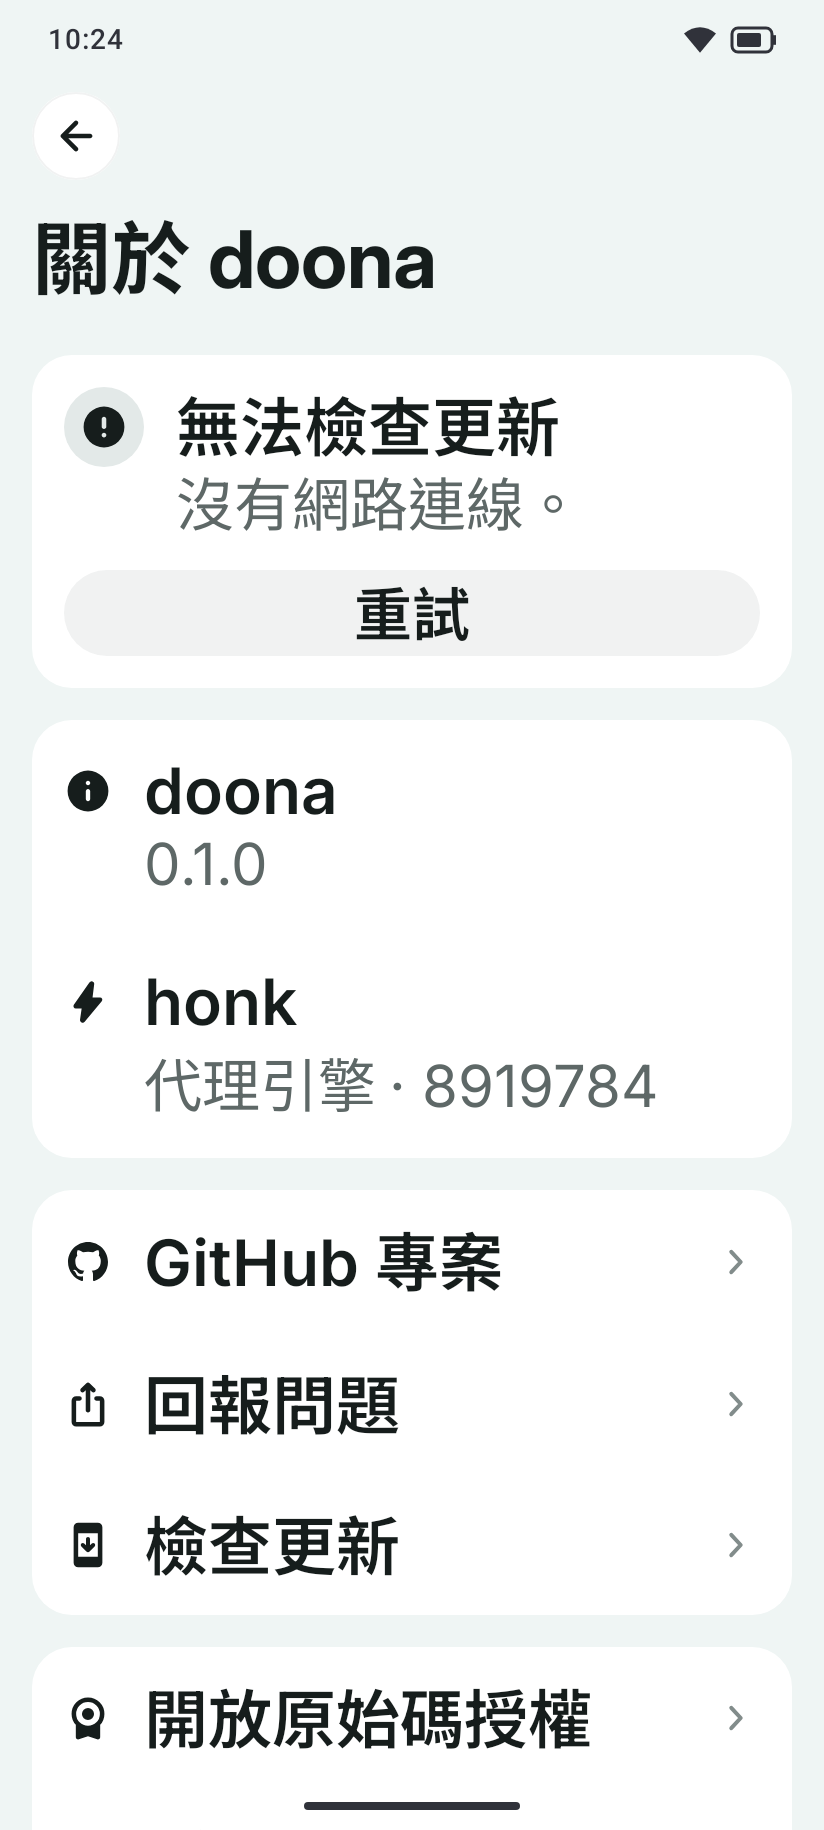 10:24
關於 doona
無法檢查更新
沒有網路連線。
重試
doona
0.1.0
honk
代理引擎 · 8919784
GitHub 專案
回報問題
檢查更新
開放原始碼授權